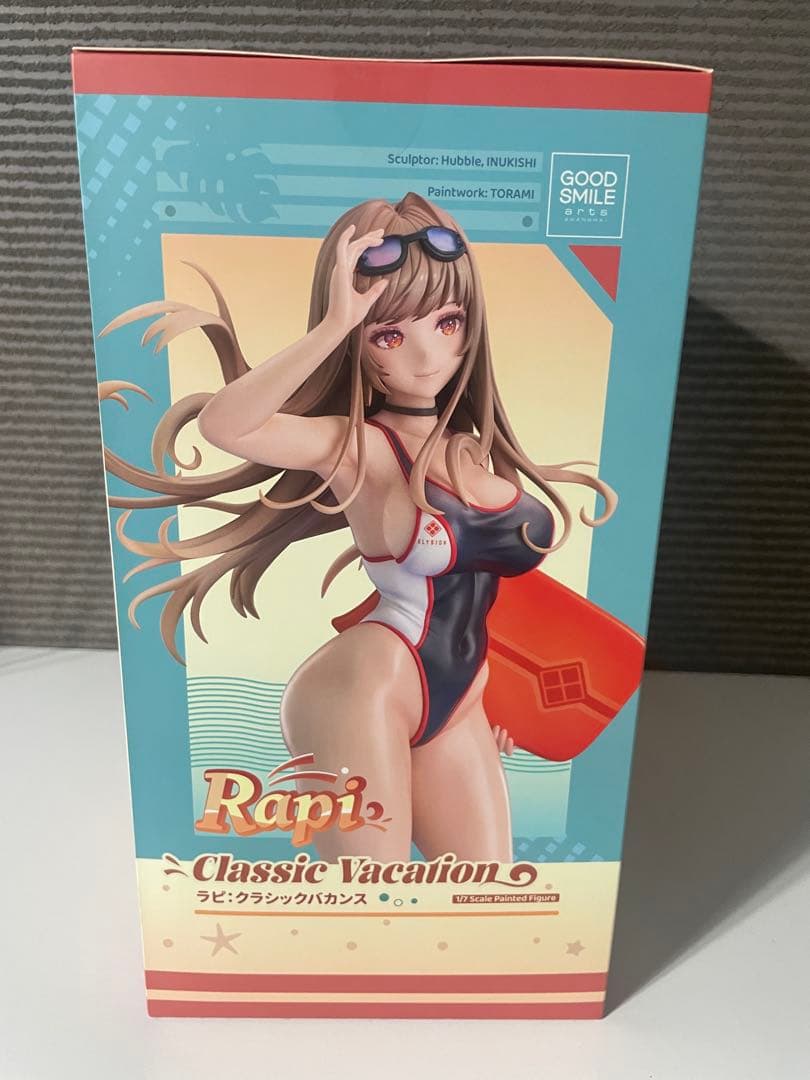 Sculptor: Hubble, INUKISHI
Paintwork: TORAMI
GOOD
SMILE
arts
SHANGHAI
ELYSION
Rapi
Classic Vacation
ラピ：クラシックバカンス
1/7 Scale Painted Figure